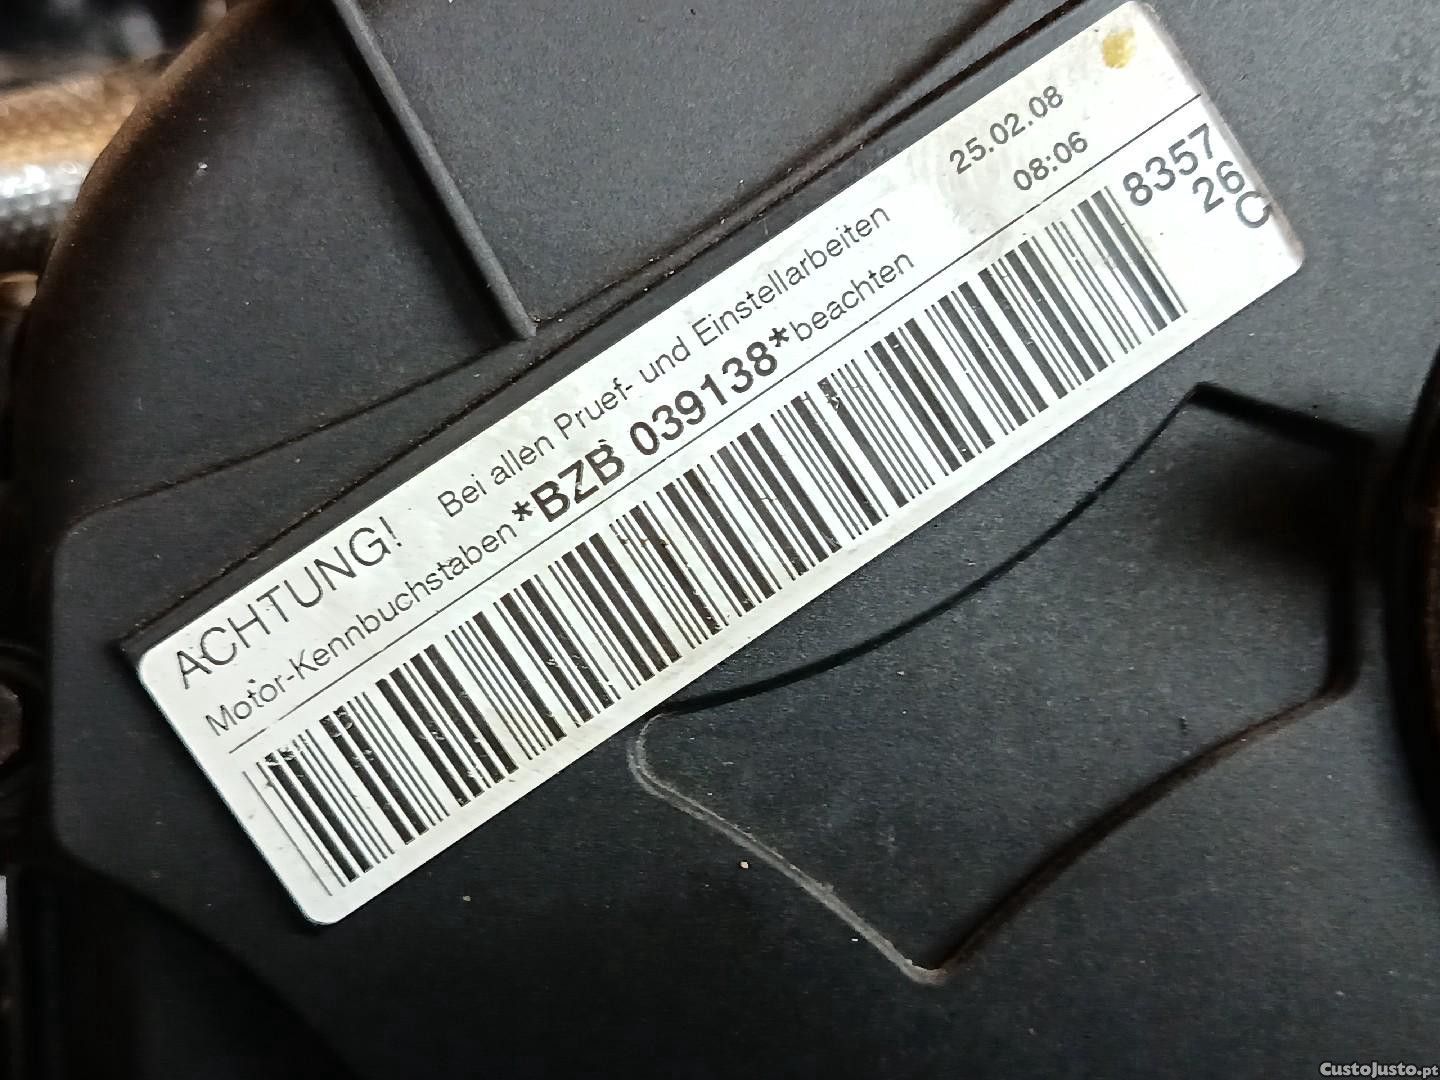 ACHTUNG! Bei allen Pruef- und Einstellarbeiten 25.02.08
Motor-Kennbuchstaben *BZB 039138* beachten 08:06
8357
26
C
CustoJusto.pt